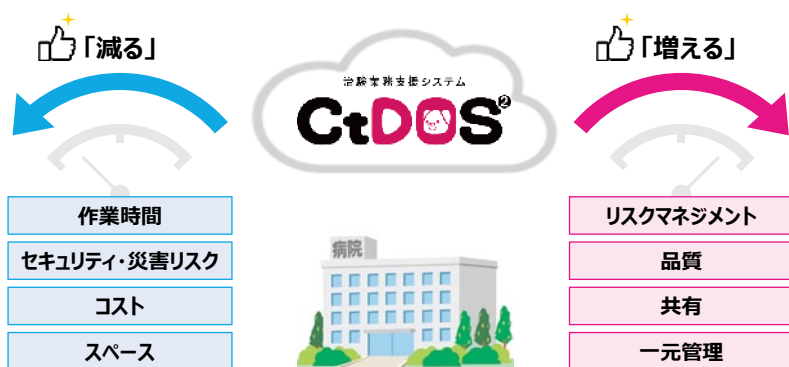 「減る」
作業時間
セキュリティ・災害リスク
コスト
スペース
治験業務支援システム
CtDOS²
病院
「増える」
リスクマネジメント
品質
共有
一元管理